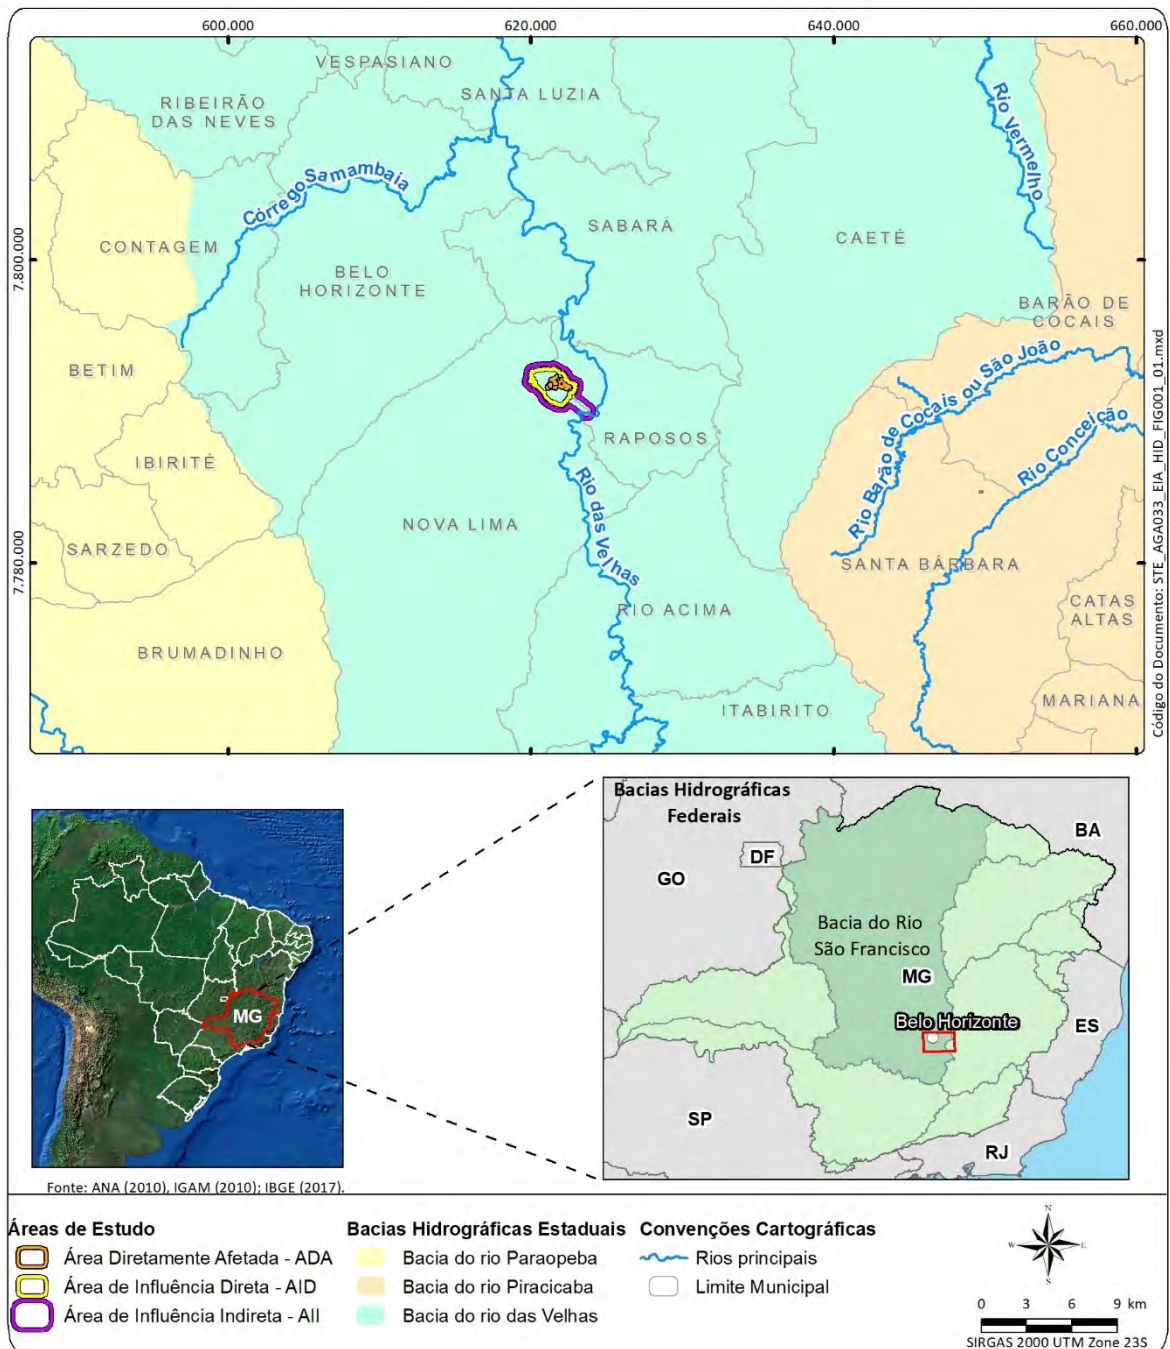 600.000
620.000
640.000
660.000
VESPASIANO
SANTA LUZIA
RIBEIRÃO
DAS NEVES
Rio Vermelho
Córrego Samambaia
SABARÁ
CAETÉ
CONTAGEM
7.800.000
BELO
HORIZONTE
BARÃO DE
COCAIS
BETIM
Rio Barão de Cocais ou São João
Rio Conceição
RAPOSOS
IBIRITÉ
Rio das Velhas
NOVA LIMA
SARZEDO
7.780.000
SANTA BÁRBARA
RIO ACIMA
CATAS
ALTAS
BRUMADINHO
ITABIRITO
MARIANA
Código do Documento: STE_AGA033_EIA_HID_FIG001_01.mxd
MG
Bacias Hidrográficas
Federais
BA
DF
GO
Bacia do Rio
São Francisco
MG
Belo Horizonte
ES
SP
RJ
Fonte: ANA (2010), IGAM (2010); IBGE (2017).
Áreas de Estudo
Área Diretamente Afetada - ADA
Área de Influência Direta - AID
Área de Influência Indireta - AII
Bacias Hidrográficas Estaduais
Bacia do rio Paraopeba
Bacia do rio Piracicaba
Bacia do rio das Velhas
Convenções Cartográficas
Rios principais
Limite Municipal
N
W
E
S
0 3 6 9 km
SIRGAS 2000 UTM Zone 23S